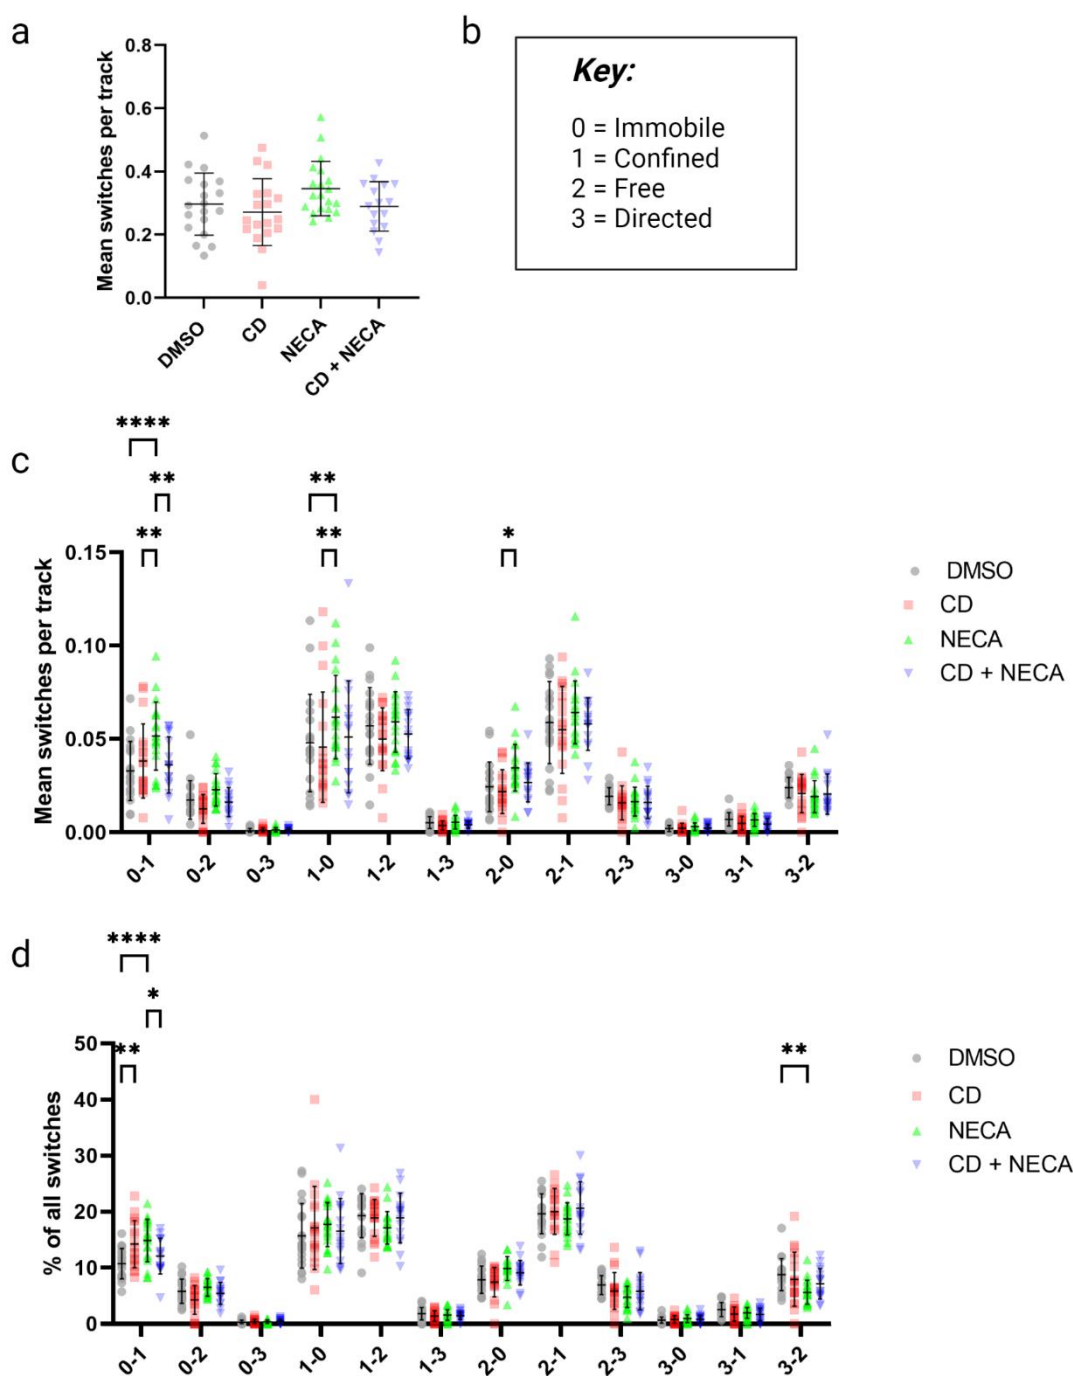 a
Mean switches per track
0.8
0.6
0.4
0.2
0.0
DMSO
CD
NECA
CD + NECA
b
Key:
0 = Immobile
1 = Confined
2 = Free
3 = Directed
c
****
**
**
**
**
*
Mean switches per track
0.15
0.10
0.05
0.00
0-1
0-2
0-3
1-0
1-2
1-3
2-0
2-1
2-3
3-0
3-1
3-2
DMSO
CD
NECA
CD + NECA
d
****
*
**
**
% of all switches
50
40
30
20
10
0
0-1
0-2
0-3
1-0
1-2
1-3
2-0
2-1
2-3
3-0
3-1
3-2
DMSO
CD
NECA
CD + NECA